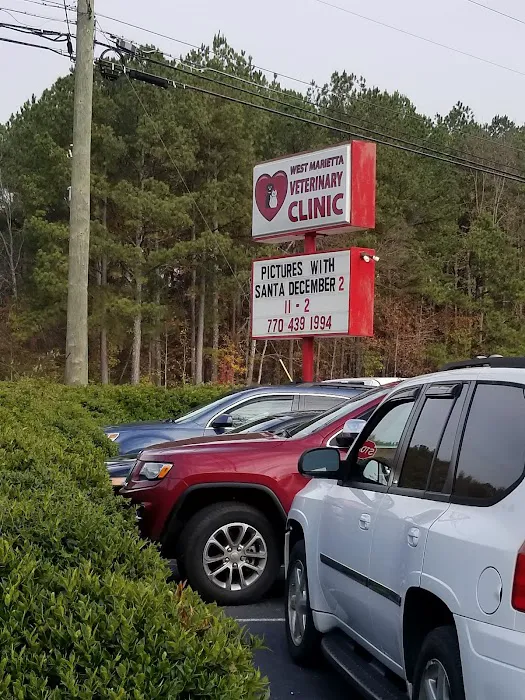 WEST MARIETTA
VETERINARY
CLINIC
PICTURES WITH
SANTA DECEMBER 2
11 - 2
770 439 1994